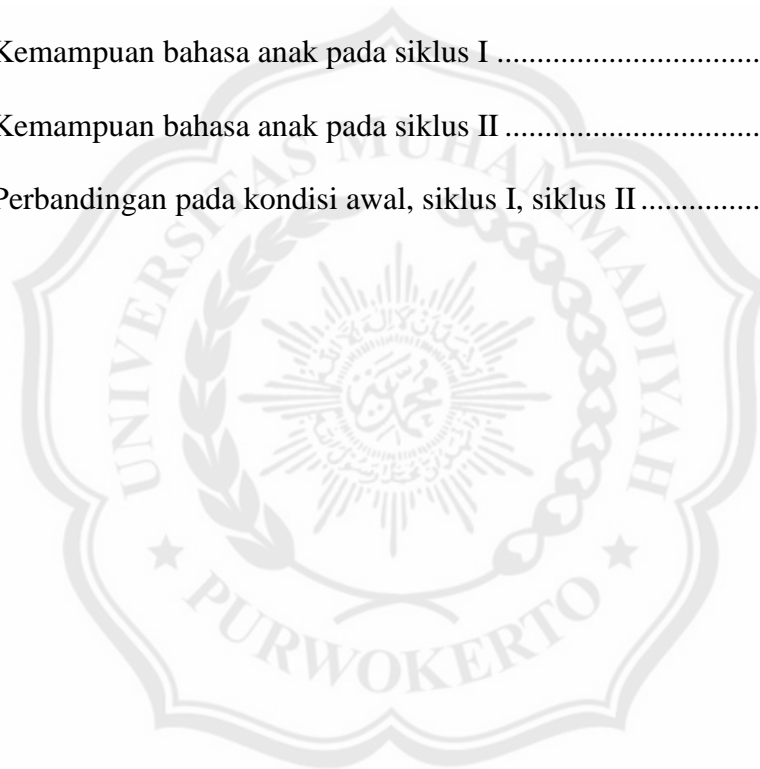 Kemampuan bahasa anak pada siklus I ................................
Kemampuan bahasa anak pada siklus II ................................
Perbandingan pada kondisi awal, siklus I, siklus II ...............
UNIVERSITAS MUHAMMADIYAH
PURWOKERTO